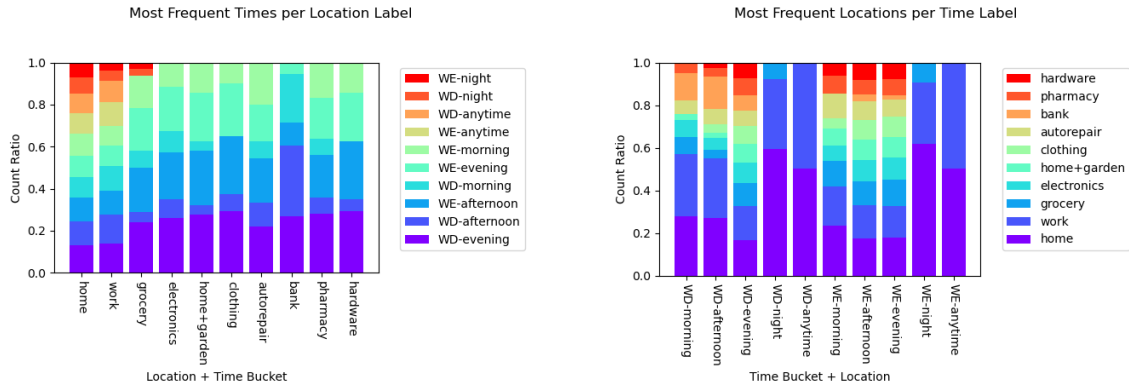 Most Frequent Times per Location Label
Count Ratio
1.0
0.8
0.6
0.4
0.2
0.0
home
work
grocery
electronics
home+garden
clothing
autorepair
bank
pharmacy
hardware
Location + Time Bucket
WE-night
WD-night
WD-anytime
WE-anytime
WE-morning
WE-evening
WD-morning
WE-afternoon
WD-afternoon
WD-evening
Most Frequent Locations per Time Label
Count Ratio
1.0
0.8
0.6
0.4
0.2
0.0
WD-morning
WD-afternoon
WD-evening
WD-night
WD-anytime
WE-morning
WE-afternoon
WE-evening
WE-night
WE-anytime
Time Bucket + Location
hardware
pharmacy
bank
autorepair
clothing
home+garden
electronics
grocery
work
home